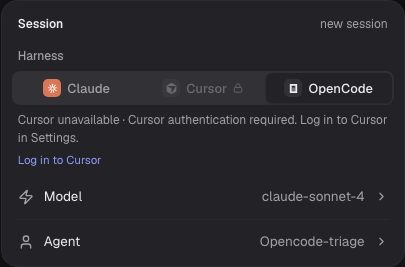 Session new session
Harness
Claude Cursor OpenCode
Cursor unavailable · Cursor authentication required. Log in to Cursor
in Settings.
Log in to Cursor
Model claude-sonnet-4
Agent Opencode-triage